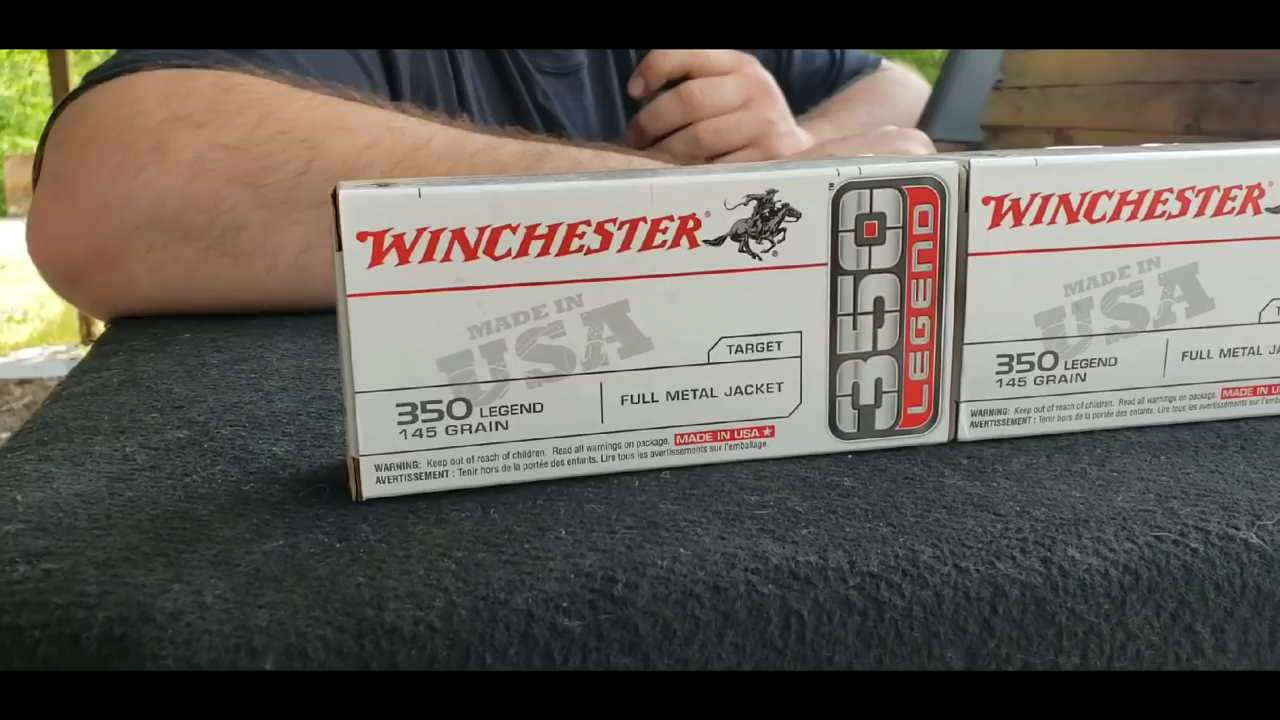 WINCHESTER®
MADE IN
USA
TARGET
350 LEGEND
145 GRAIN
FULL METAL JACKET
WARNING: Keep out of reach of children. Read all warnings on package. MADE IN USA
AVERTISSEMENT : Tenir hors de la portée des enfants. Lire tous les avertissements sur l'emballage.
350 LEGEND™
WINCHESTER®
MADE IN
USA
350 LEGEND
145 GRAIN
FULL METAL
WARNING: Keep out of reach of children. Read all warnings on package. MADE IN
AVERTISSEMENT : Tenir hors de la portée des enfants. Lire tous les avertissements sur